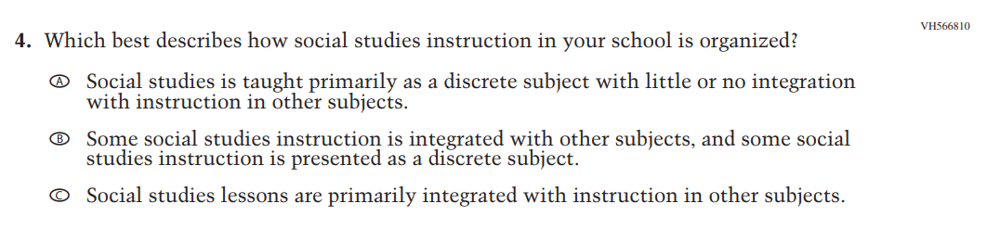 VH566810
4. Which best describes how social studies instruction in your school is organized?
A Social studies is taught primarily as a discrete subject with little or no integration
with instruction in other subjects.
B Some social studies instruction is integrated with other subjects, and some social
studies instruction is presented as a discrete subject.
C Social studies lessons are primarily integrated with instruction in other subjects.